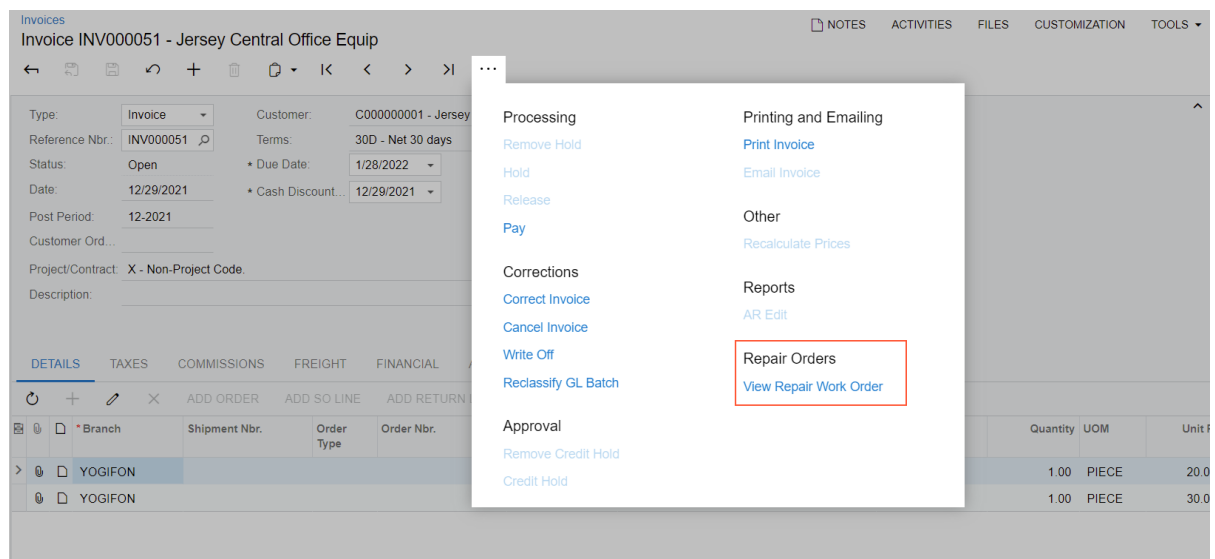 Invoices
Invoice INV000051 - Jersey Central Office Equip
NOTES ACTIVITIES FILES CUSTOMIZATION TOOLS
Type: Invoice Customer: C000000001 - Jersey
Reference Nbr.: INV000051 Terms: 30D - Net 30 days
Status: Open * Due Date: 1/28/2022
Date: 12/29/2021 * Cash Discount... 12/29/2021
Post Period: 12-2021
Customer Ord...
Project/Contract: X - Non-Project Code.
Description:
Processing
Remove Hold
Hold
Release
Pay
Corrections
Correct Invoice
Cancel Invoice
Write Off
Reclassify GL Batch
Approval
Remove Credit Hold
Credit Hold
Printing and Emailing
Print Invoice
Email Invoice
Other
Recalculate Prices
Reports
AR Edit
Repair Orders
View Repair Work Order
DETAILS TAXES COMMISSIONS FREIGHT FINANCIAL
ADD ORDER ADD SO LINE ADD RETURN
* Branch Shipment Nbr. Order Type Order Nbr. Quantity UOM Unit
YOGIFON 1.00 PIECE 20.0
YOGIFON 1.00 PIECE 30.0